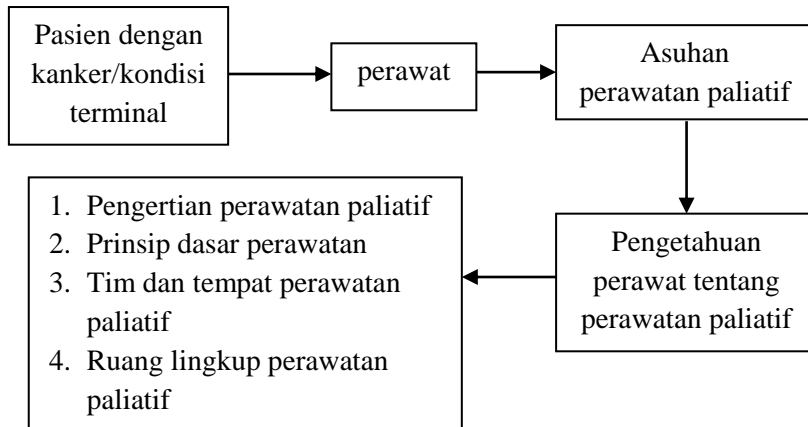 Pasien dengan
kanker/kondisi
terminal
perawat
Asuhan
perawatan paliatif
Pengetahuan
perawat tentang
perawatan paliatif
1. Pengertian perawatan paliatif
2. Prinsip dasar perawatan
3. Tim dan tempat perawatan
paliatif
4. Ruang lingkup perawatan
paliatif